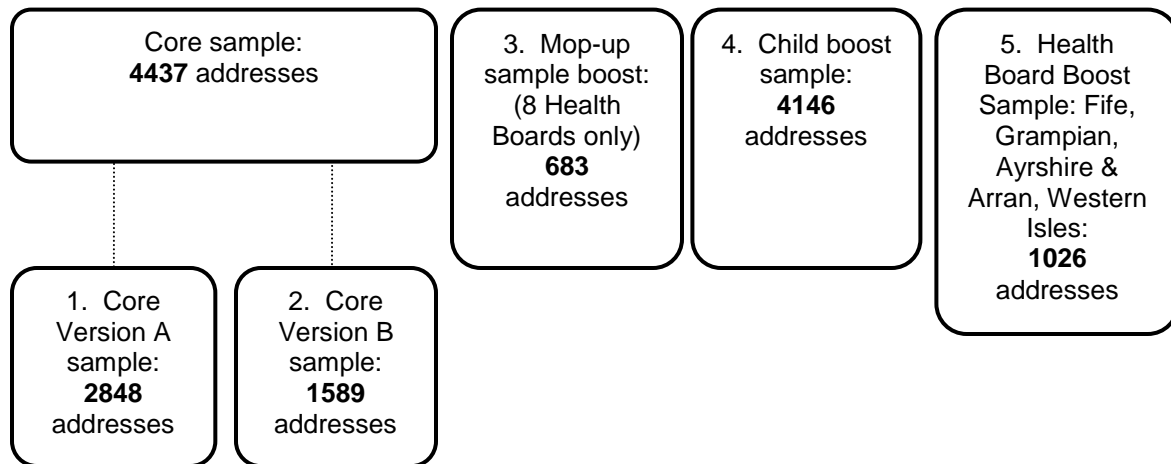 Core sample:
4437 addresses
3. Mop-up
sample boost:
(8 Health
Boards only)
683
addresses
4. Child boost
sample:
4146
addresses
5. Health
Board Boost
Sample: Fife,
Grampian,
Ayrshire &
Arran, Western
Isles:
1026
addresses
1. Core
Version A
sample:
2848
addresses
2. Core
Version B
sample:
1589
addresses